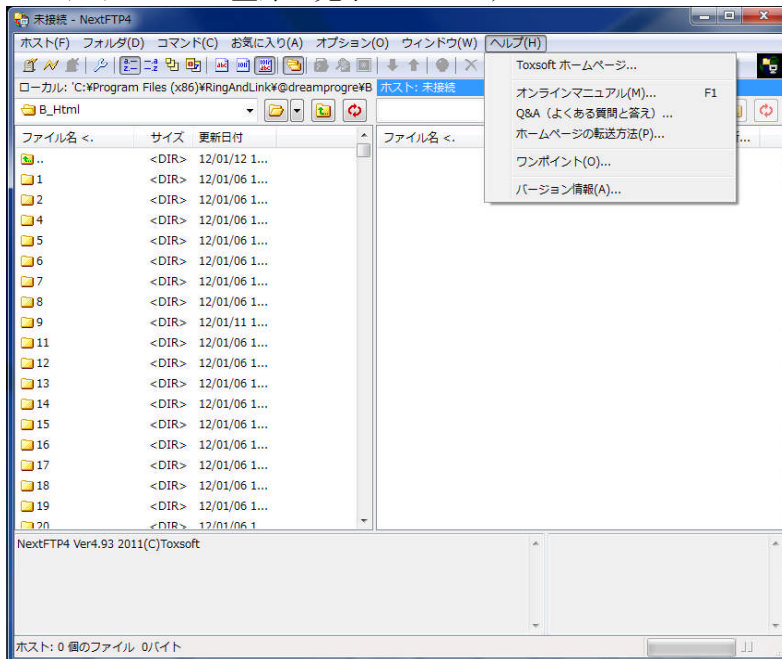 未接続 - NextFTP4
ホスト(F) フォルダ(D) コマンド(C) お気に入り(A) オプション(O) ウィンドウ(W) ヘルプ(H)
ローカル: 'C:¥Program Files (x86)¥RingAndLink¥@dreamprogre¥B
ホスト: 未接続
B_Html
Toxsoft ホームページ...
オンラインマニュアル(M)... F1
Q&A（よくある質問と答え）...
ホームページの転送方法(P)...
ワンポイント(O)...
バージョン情報(A)...
ファイル名 <. サイズ 更新日付
ファイル名 <.
.. <DIR> 12/01/12 1...
1 <DIR> 12/01/06 1...
2 <DIR> 12/01/06 1...
4 <DIR> 12/01/06 1...
5 <DIR> 12/01/06 1...
6 <DIR> 12/01/06 1...
7 <DIR> 12/01/06 1...
8 <DIR> 12/01/06 1...
9 <DIR> 12/01/11 1...
11 <DIR> 12/01/06 1...
12 <DIR> 12/01/06 1...
13 <DIR> 12/01/06 1...
14 <DIR> 12/01/06 1...
15 <DIR> 12/01/06 1...
16 <DIR> 12/01/06 1...
17 <DIR> 12/01/06 1...
18 <DIR> 12/01/06 1...
19 <DIR> 12/01/06 1...
20 <DIR> 12/01/06 1
NextFTP4 Ver4.93 2011(C)Toxsoft
ホスト: 0 個のファイル 0バイト